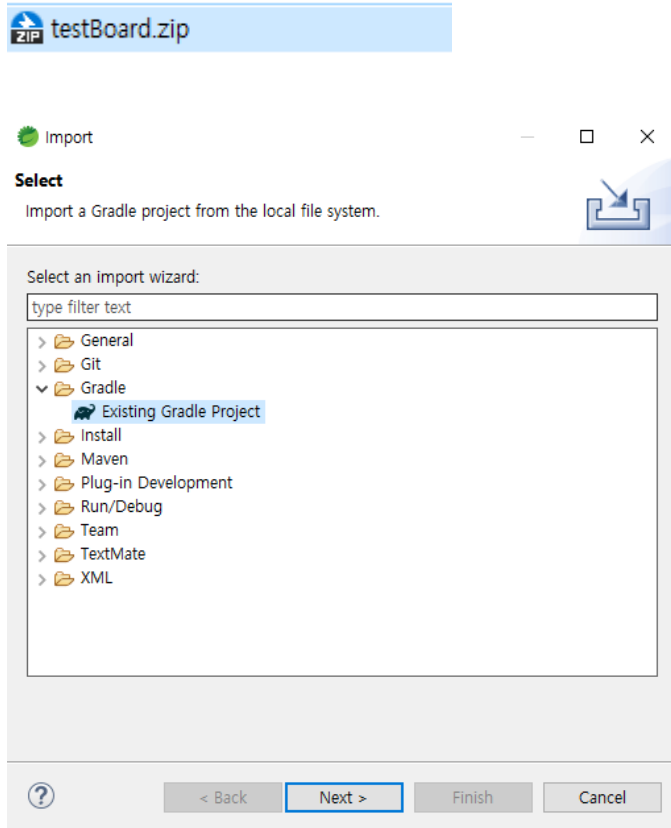 ZIP testBoard.zip
Import
Select
Import a Gradle project from the local file system.
Select an import wizard:
type filter text
General
Git
Gradle
Existing Gradle Project
Install
Maven
Plug-in Development
Run/Debug
Team
TextMate
XML
? < Back Next > Finish Cancel